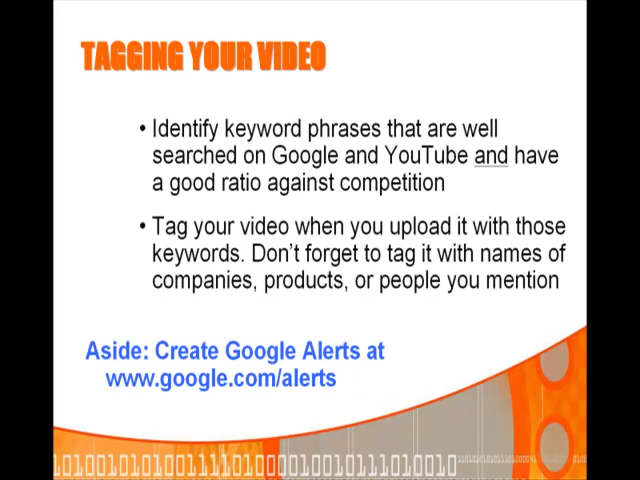 TAGGING YOUR VIDEO
• Identify keyword phrases that are well
searched on Google and YouTube and have
a good ratio against competition
• Tag your video when you upload it with those
keywords. Don't forget to tag it with names of
companies, products, or people you mention
Aside: Create Google Alerts at
www.google.com/alerts